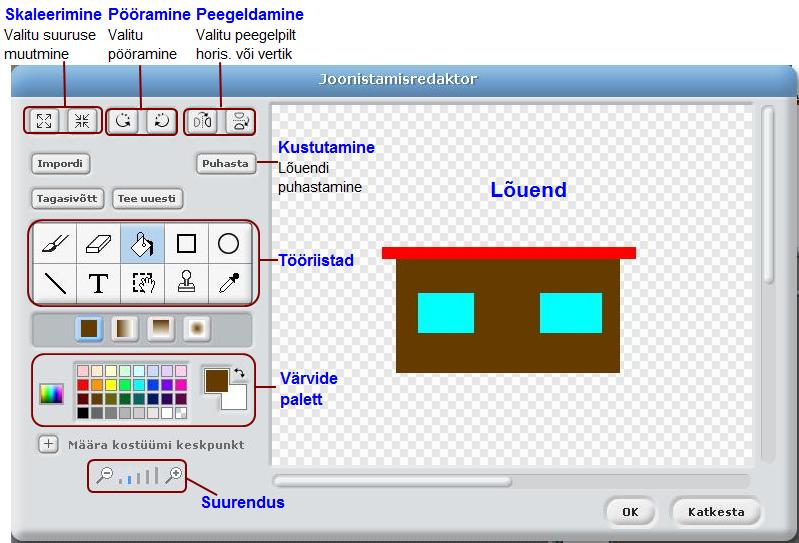 Skaleerimine Pööramine Peegeldamine
Valitu suuruse muutmine
Valitu pööramine
Valitu peegelpilt horis. või vertik
Joonistamisredaktor
Impordi
Puhasta
Kustutamine
Lõuendi
puhastamine
Tagasivõtt
Tee uuesti
Lõuend
T
Tööriistad
Värvide
palett
Määra kostüümi keskpunkt
Suurendus
OK
Katkesta